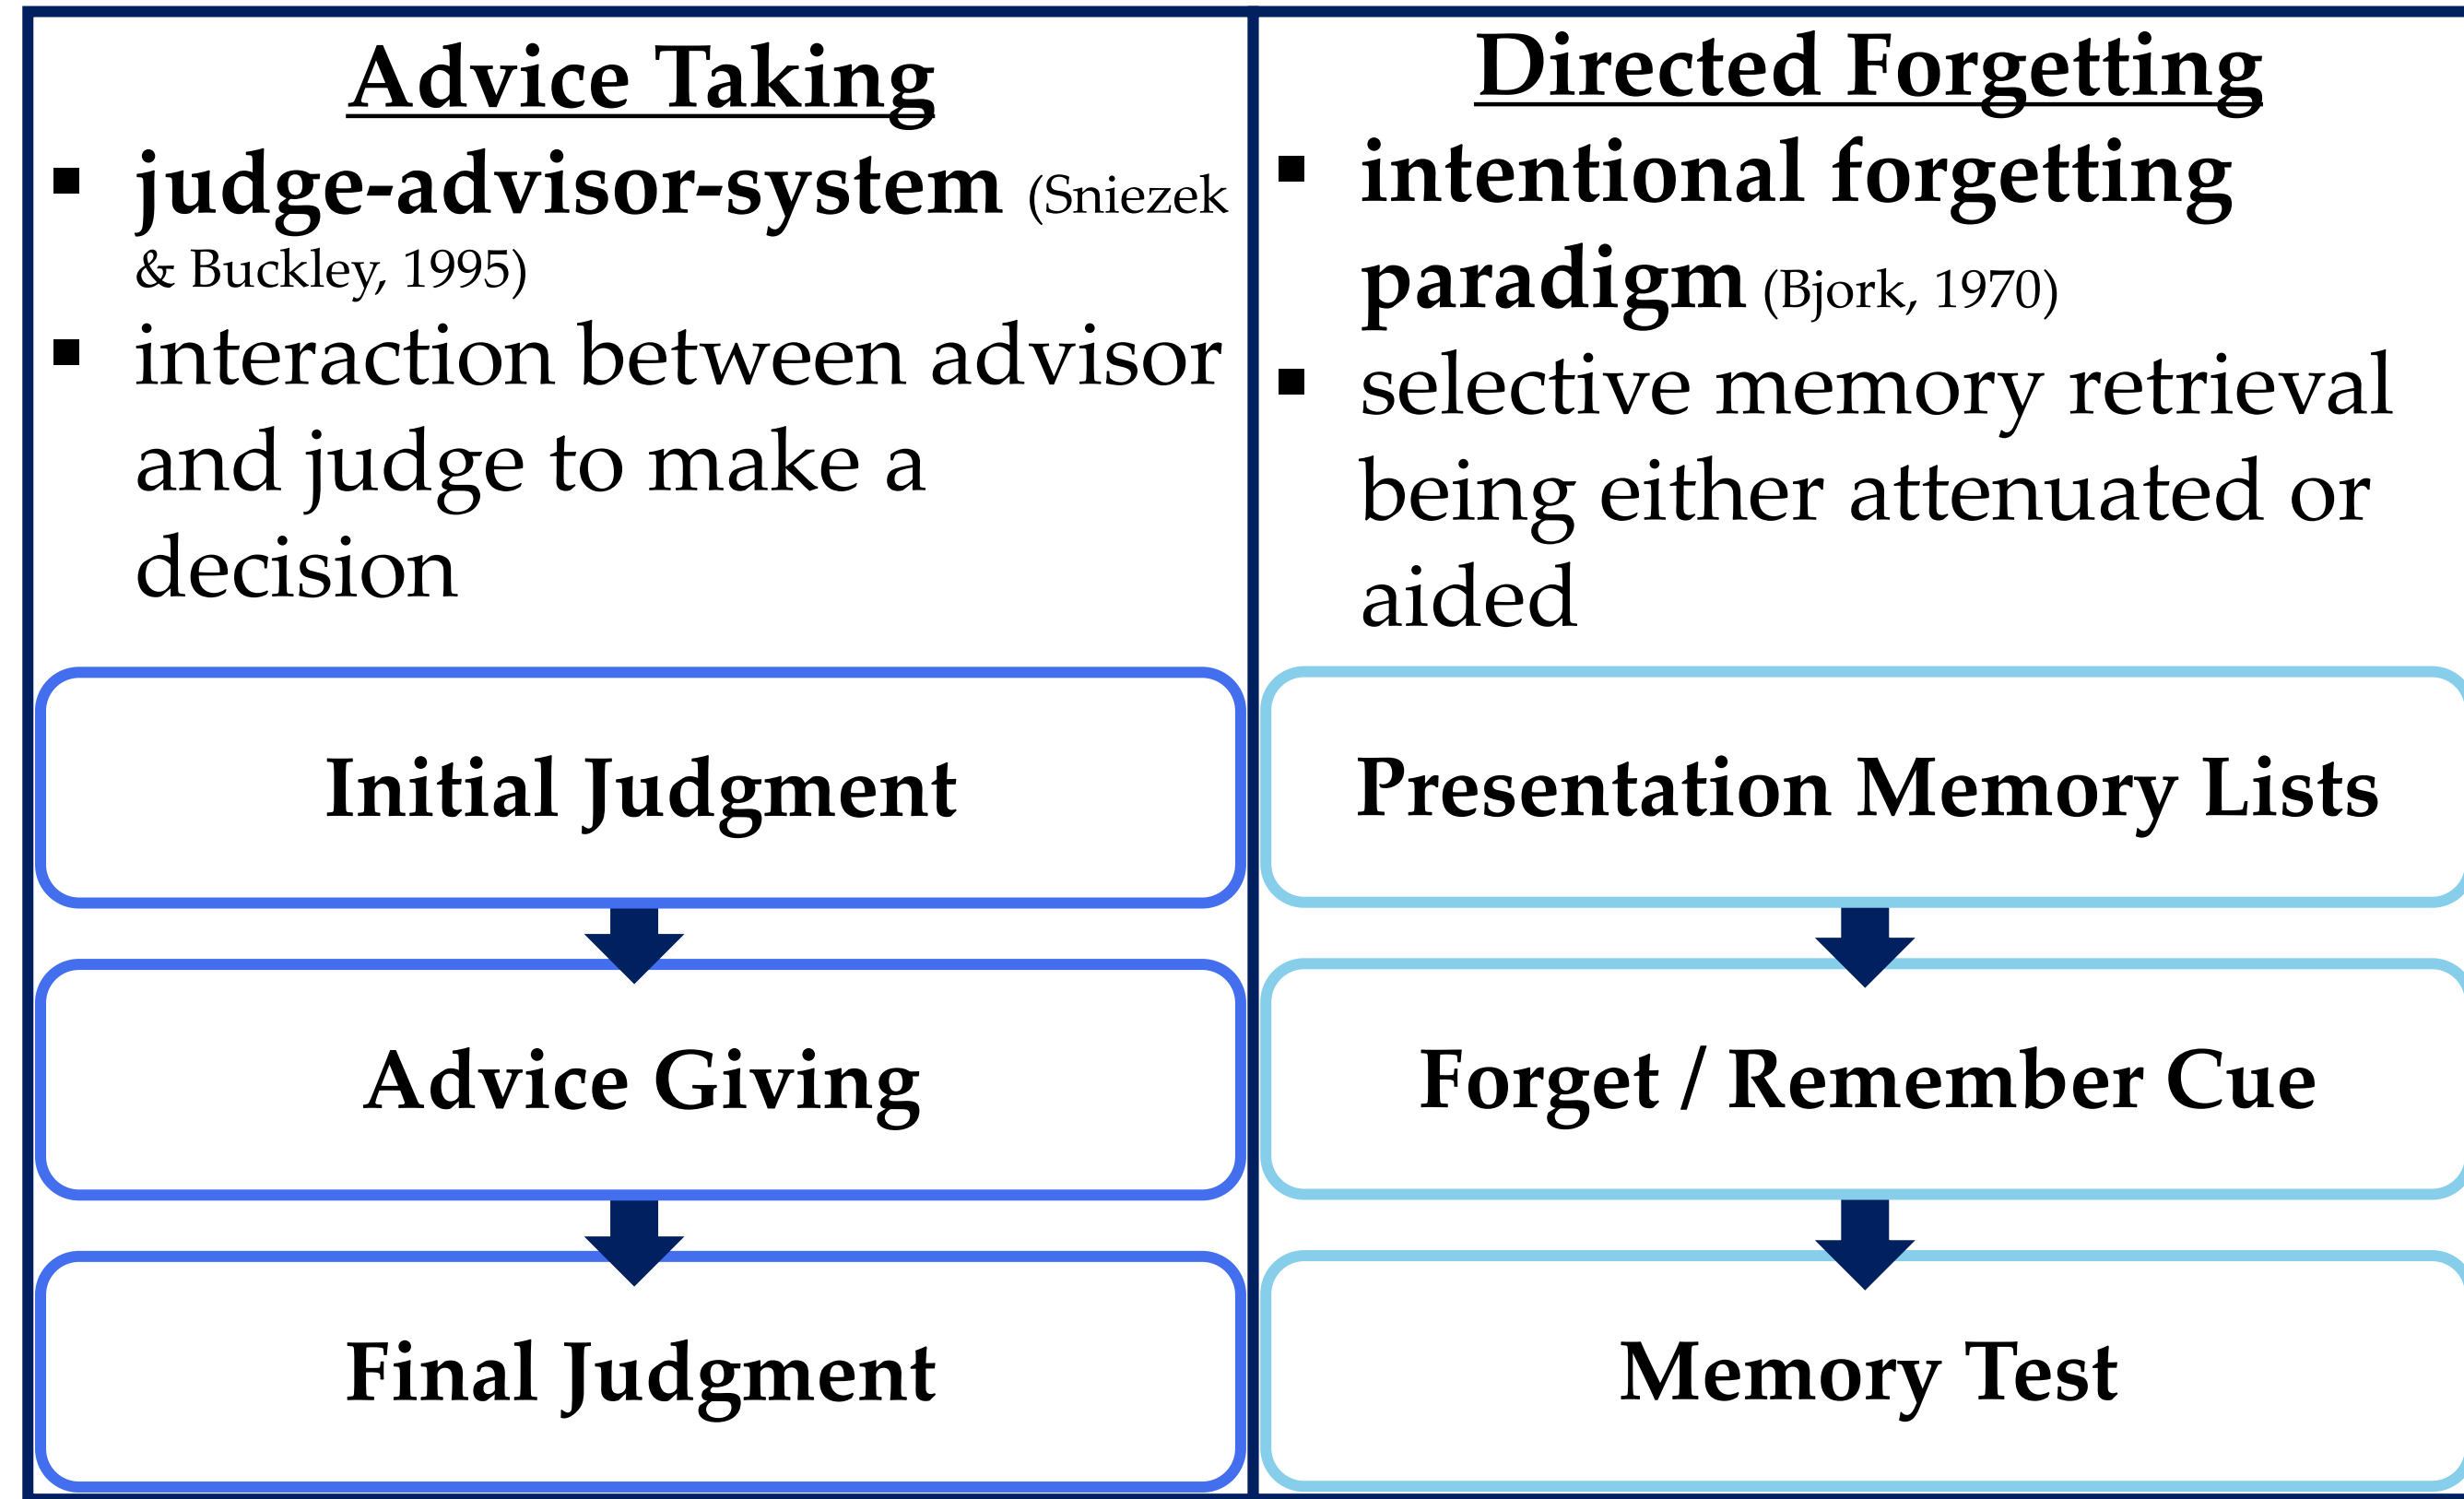 Advice Taking
▪ judge-advisor-system (Sniezek
& Buckley, 1995)
▪ interaction between advisor
and judge to make a
decision
Initial Judgment
Advice Giving
Final Judgment
Directed Forgetting
▪ intentional forgetting
paradigm (Bjork, 1970)
▪ selective memory retrieval
being either attenuated or
aided
Presentation Memory Lists
Forget / Remember Cue
Memory Test